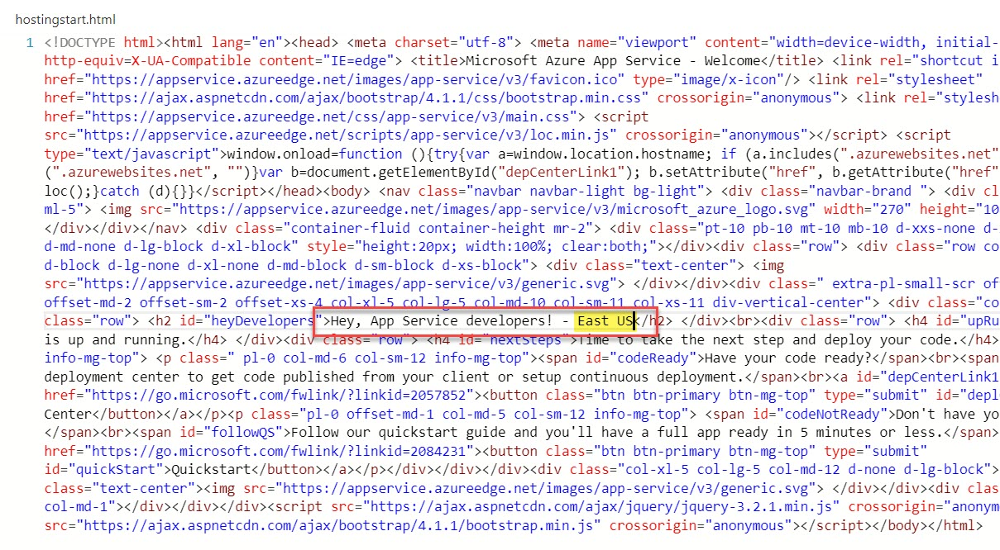 hostingstart.html
1 <!DOCTYPE html><html lang="en"><head> <meta charset="utf-8"> <meta name="viewport" content="width=device-width, initial-
http-equiv=X-UA-Compatible content="IE=edge"> <title>Microsoft Azure App Service - Welcome</title> <link rel="shortcut i
href="https://appservice.azureedge.net/images/app-service/v3/favicon.ico" type="image/x-icon"/> <link rel="stylesheet"
href="https://ajax.aspnetcdn.com/ajax/bootstrap/4.1.1/css/bootstrap.min.css" crossorigin="anonymous"> <link rel="stylesh
href="https://appservice.azureedge.net/css/app-service/v3/main.css"> <script
src="https://appservice.azureedge.net/scripts/app-service/v3/loc.min.js" crossorigin="anonymous"></script> <script
type="text/javascript">window.onload=function (){try{var a=window.location.hostname; if (a.includes(".azurewebsites.net"
(".azurewebsites.net", "")}var b=document.getElementById("depCenterLink1"); b.setAttribute("href", b.getAttribute("href"
loc();}catch (d){}}</script></head><body> <nav class="navbar navbar-light bg-light"> <div class="navbar-brand "> <div cl
ml-5"> <img src="https://appservice.azureedge.net/images/app-service/v3/microsoft_azure_logo.svg" width="270" height="10
</div></div></nav> <div class="container-fluid container-height mr-2"> <div class="pt-10 pb-10 mt-10 mb-10 d-xxs-none d-
d-md-none d-lg-block d-xl-block" style="height:20px; width:100%; clear:both;"></div><div class="row"> <div class="row co
d-block d-lg-none d-xl-none d-md-block d-sm-block d-xs-block"> <div class="text-center"> <img
src="https://appservice.azureedge.net/images/app-service/v3/generic.svg"> </div></div><div class=" extra-pl-small-scr of
offset-md-2 offset-sm-2 offset-xs-4 col-xl-5 col-lg-5 col-md-10 col-sm-11 col-xs-11 div-vertical-center"> <div class="co
class="row"> <h2 id="heyDevelopers">Hey, App Service developers! - East US</h2> </div><br><div class="row"> <h4 id="upRu
is up and running.</h4> </div><div class="row"> <h4 id="nextSteps">Time to take the next step and deploy your code.</h4>
info-mg-top"> <p class=" pl-0 col-md-6 col-sm-12 info-mg-top"><span id="codeReady">Have your code ready?</span><br><span
deployment center to get code published from your client or setup continuous deployment.</span><br><a id="depCenterLink1
href="https://go.microsoft.com/fwlink/?linkid=2057852"><button class="btn btn-primary btn-mg-top" type="submit" id="depl
Center</button></a></p><p class="pl-0 offset-md-1 col-md-5 col-sm-12 info-mg-top"> <span id="codeNotReady">Don't have yo
</span><br><span id="followQS">Follow our quickstart guide and you'll have a full app ready in 5 minutes or less.</span>
href="https://go.microsoft.com/fwlink/?linkid=2084231"><button class="btn btn-primary btn-mg-top" type="submit"
id="quickStart">Quickstart</button></a></p></div></div></div><div class="col-xl-5 col-lg-5 col-md-12 d-none d-lg-block">
class="text-center"><img src="https://appservice.azureedge.net/images/app-service/v3/generic.svg"> </div></div><div clas
col-md-1"></div></div></div><script src="https://ajax.aspnetcdn.com/ajax/jquery/jquery-3.2.1.min.js" crossorigin="anonym
src="https://ajax.aspnetcdn.com/ajax/bootstrap/4.1.1/bootstrap.min.js" crossorigin="anonymous"></script></body></html>